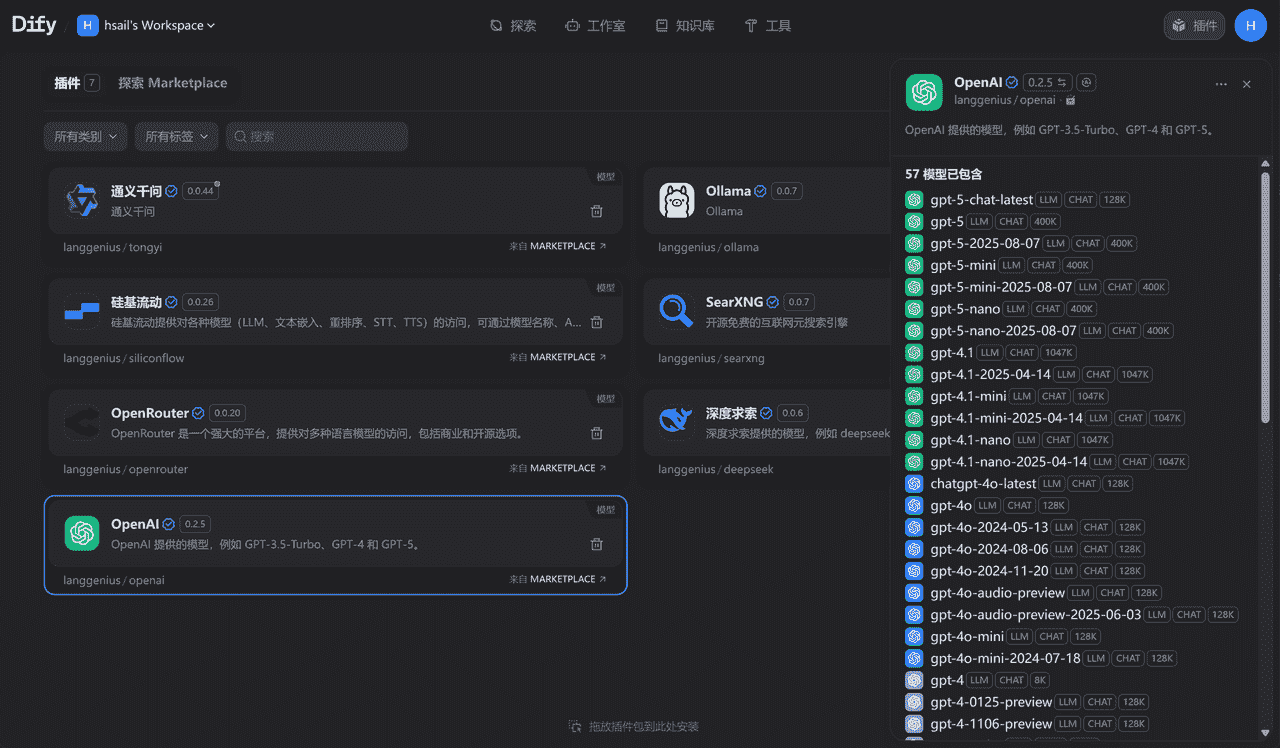 Dify / H hsail's Workspace 探索 工作室 知识库 工具 插件 H
插件 7 探索 Marketplace
所有类别 所有标签 搜索
模型
通义千问 0.0.44
通义千问
langgenius / tongyi 来自 MARKETPLACE
Ollama 0.0.7
Ollama
langgenius / ollama
模型
硅基流动 0.0.26
硅基流动提供对各种模型（LLM、文本嵌入、重排序、STT、TTS）的访问，可通过模型名称、A...
langgenius / siliconflow 来自 MARKETPLACE
SearXNG 0.0.7
开源免费的互联网元搜索引擎
langgenius / searxng
模型
OpenRouter 0.0.20
OpenRouter 是一个强大的平台，提供对多种语言模型的访问，包括商业和开源选项。
langgenius / openrouter 来自 MARKETPLACE
深度求索 0.0.6
深度求索提供的模型，例如 deepseek
langgenius / deepseek
模型
OpenAI 0.2.5
OpenAI 提供的模型，例如 GPT-3.5-Turbo、GPT-4 和 GPT-5。
langgenius / openai 来自 MARKETPLACE
拖放插件包到此处安装
OpenAI 0.2.5
langgenius / openai ·
OpenAI 提供的模型，例如 GPT-3.5-Turbo、GPT-4 和 GPT-5。
57 模型已包含
gpt-5-chat-latest LLM CHAT 128K
gpt-5 LLM CHAT 400K
gpt-5-2025-08-07 LLM CHAT 400K
gpt-5-mini LLM CHAT 400K
gpt-5-mini-2025-08-07 LLM CHAT 400K
gpt-5-nano LLM CHAT 400K
gpt-5-nano-2025-08-07 LLM CHAT 400K
gpt-4.1 LLM CHAT 1047K
gpt-4.1-2025-04-14 LLM CHAT 1047K
gpt-4.1-mini LLM CHAT 1047K
gpt-4.1-mini-2025-04-14 LLM CHAT 1047K
gpt-4.1-nano LLM CHAT 1047K
gpt-4.1-nano-2025-04-14 LLM CHAT 1047K
chatgpt-4o-latest LLM CHAT 128K
gpt-4o LLM CHAT 128K
gpt-4o-2024-05-13 LLM CHAT 128K
gpt-4o-2024-08-06 LLM CHAT 128K
gpt-4o-2024-11-20 LLM CHAT 128K
gpt-4o-audio-preview LLM CHAT 128K
gpt-4o-audio-preview-2025-06-03 LLM CHAT 128K
gpt-4o-mini LLM CHAT 128K
gpt-4o-mini-2024-07-18 LLM CHAT 128K
gpt-4 LLM CHAT 8K
gpt-4-0125-preview LLM CHAT 128K
gpt-4-1106-preview LLM CHAT 128K